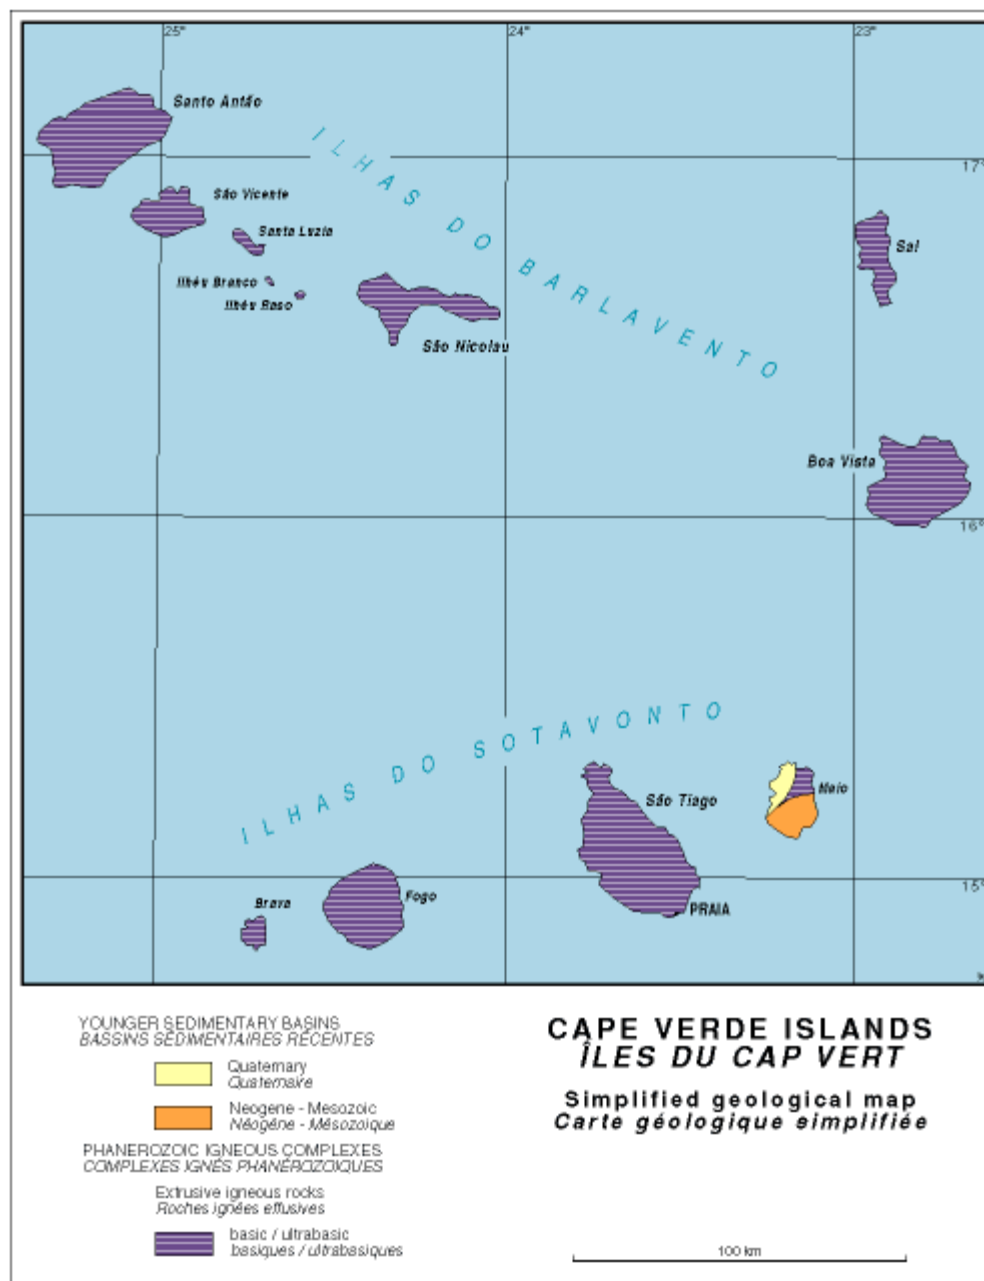 25°
24°
23°
Santo Antão
ILHAS DO BARLAVENTO
17°
São Vicente
Santa Luzia
Sal
Ilhéu Branco
Ilhéu Raso
São Nicolau
Boa Vista
16°
ILHAS DO SOTAVONTO
Maio
São Tiago
15°
Fogo
Brava
PRAIA
YOUNGER SEDIMENTARY BASINS
BASSINS SÉDIMENTAIRES RÉCENTES
Quaternary
Quaternaire
Neogene - Mesozoic
Néogène - Mésozoique
PHANEROZOIC IGNEOUS COMPLEXES
COMPLEXES IGNÉS PHANÉROZOIQUES
Extrusive igneous rocks
Roches ignées effusives
basic / ultrabasic
basiques / ultrabasiques
CAPE VERDE ISLANDS
ÎLES DU CAP VERT
Simplified geological map
Carte géologique simplifiée
100 km